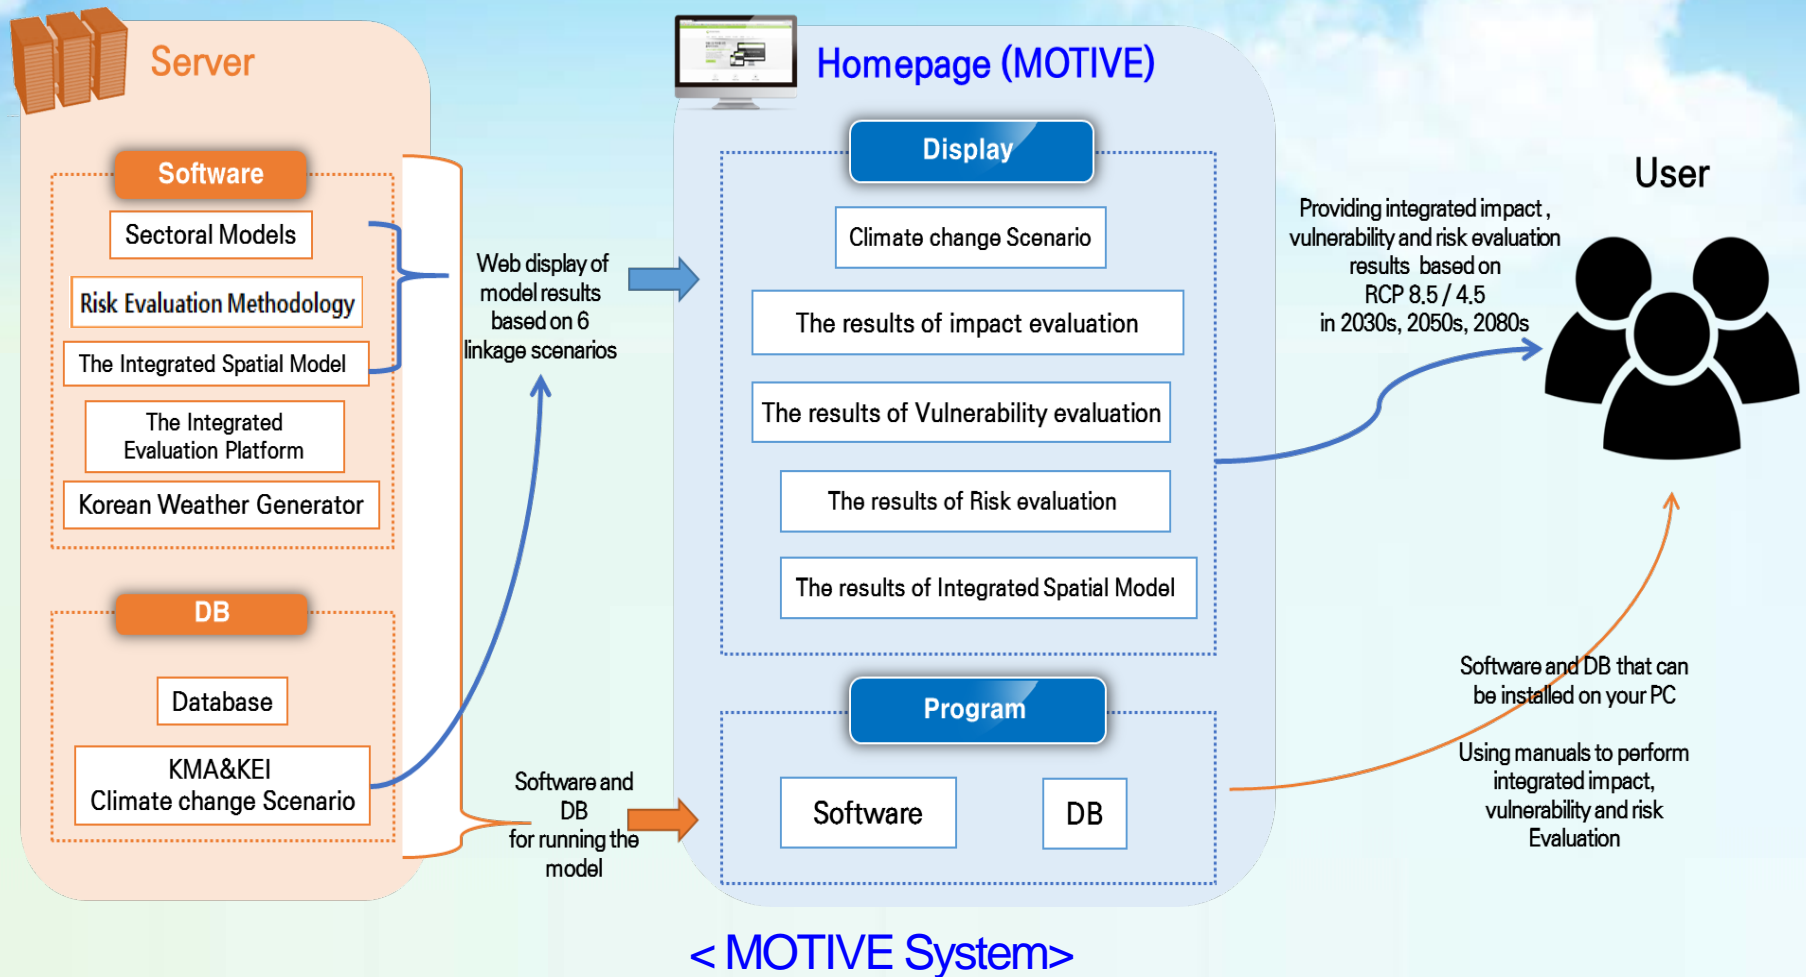 Server
Software
Sectoral Models
Risk Evaluation Methodology
The Integrated Spatial Model
The Integrated
Evaluation Platform
Korean Weather Generator
DB
Database
KMA&KEI
Climate change Scenario
Web display of
model results
based on 6
linkage scenarios
Software and
DB
for running the
model
Homepage (MOTIVE)
Display
Climate change Scenario
The results of impact evaluation
The results of Vulnerability evaluation
The results of Risk evaluation
The results of Integrated Spatial Model
Program
Software
DB
User
Providing integrated impact ,
vulnerability and risk evaluation
results based on
RCP 8.5 / 4.5
in 2030s, 2050s, 2080s
Software and DB that can
be installed on your PC
Using manuals to perform
integrated impact,
vulnerability and risk
Evaluation
< MOTIVE System>